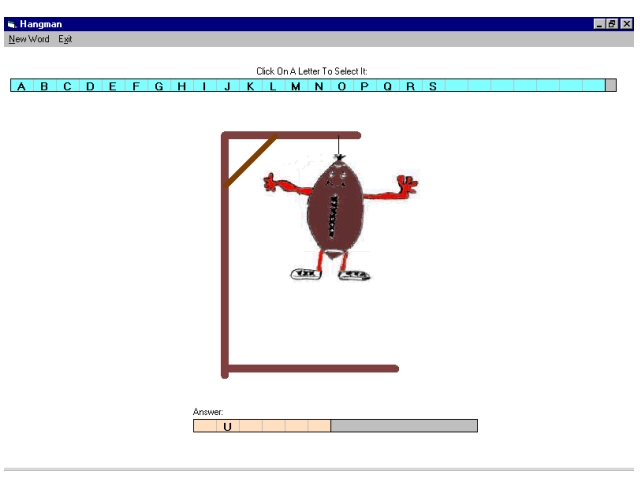 Hangman
New Word Exit
Click On A Letter To Select It:
A B C D E F G H I J K L M N O P Q R S
Answer:
U